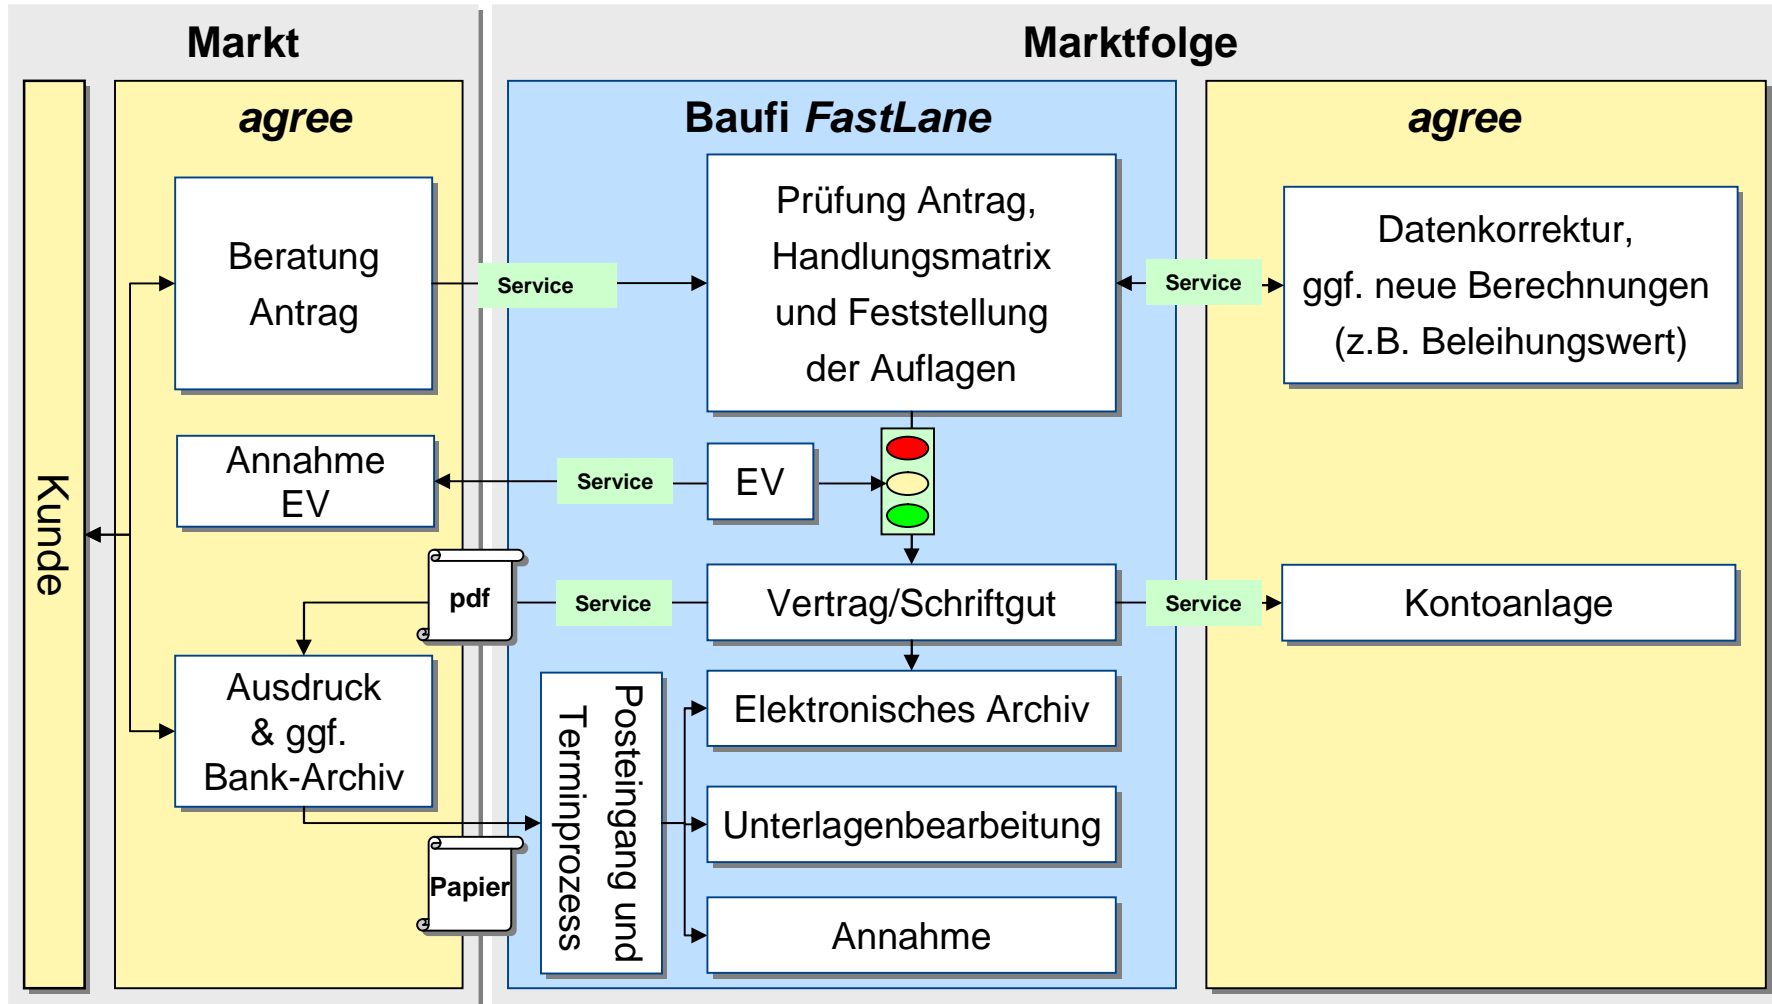 Markt
Marktfolge
Kunde
agree
Baufi FastLane
agree
Beratung
Antrag
Service
Prüfung Antrag,
Handlungsmatrix
und Feststellung
der Auflagen
Service
Datenkorrektur,
ggf. neue Berechnungen
(z.B. Beleihungswert)
Annahme
EV
Service
EV
pdf
Service
Vertrag/Schriftgut
Service
Kontoanlage
Ausdruck
& ggf.
Bank-Archiv
Papier
Posteingang und
Terminprozess
Elektronisches Archiv
Unterlagenbearbeitung
Annahme